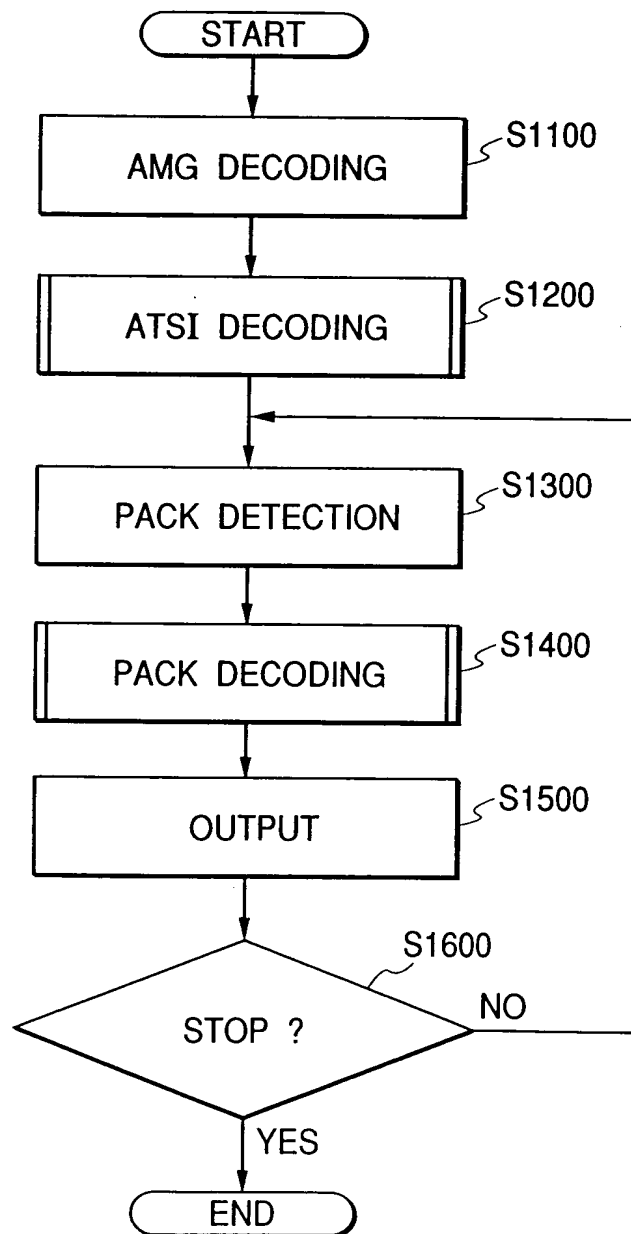 START
AMG DECODING
S1100
ATSI DECODING
S1200
PACK DETECTION
S1300
PACK DECODING
S1400
OUTPUT
S1500
STOP ?
S1600
NO
YES
END